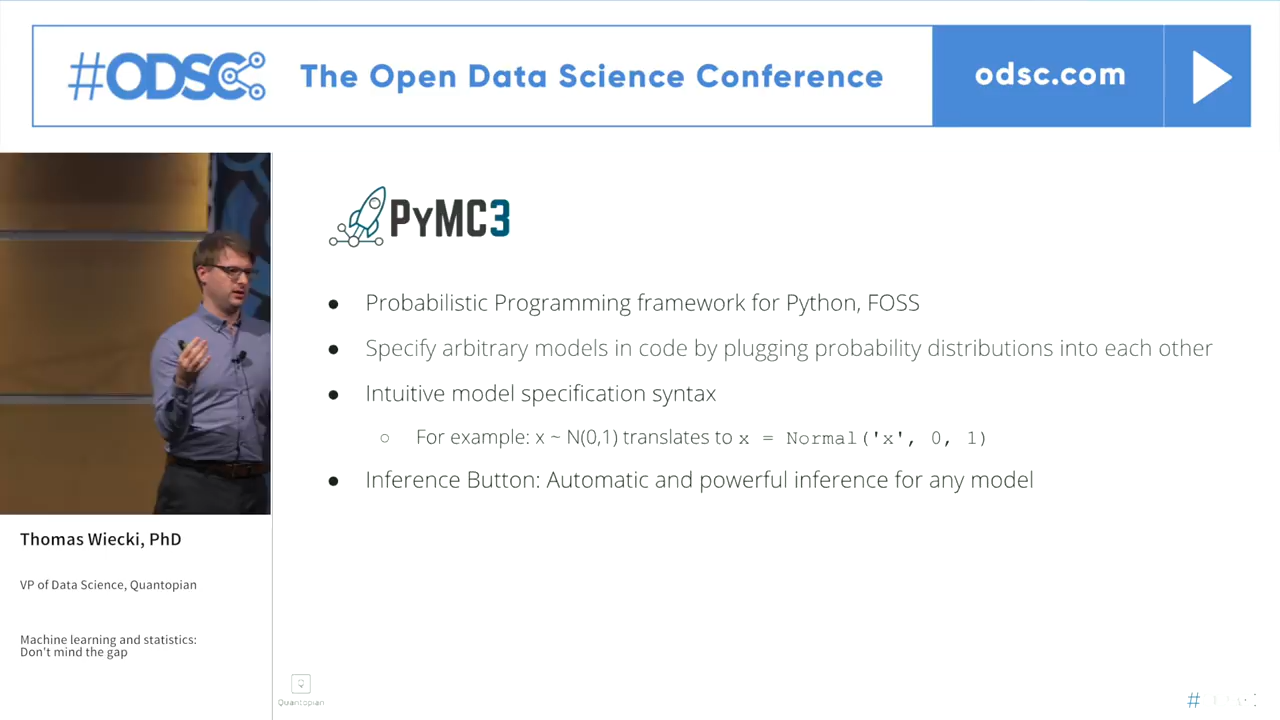 #ODSC
The Open Data Science Conference
odsc.com
PyMC3
● Probabilistic Programming framework for Python, FOSS
● Specify arbitrary models in code by plugging probability distributions into each other
● Intuitive model specification syntax
○ For example: x ~ N(0,1) translates to x = Normal('x', 0, 1)
● Inference Button: Automatic and powerful inference for any model
Thomas Wiecki, PhD
VP of Data Science, Quantopian
Machine learning and statistics:
Don't mind the gap
Quantopian
#